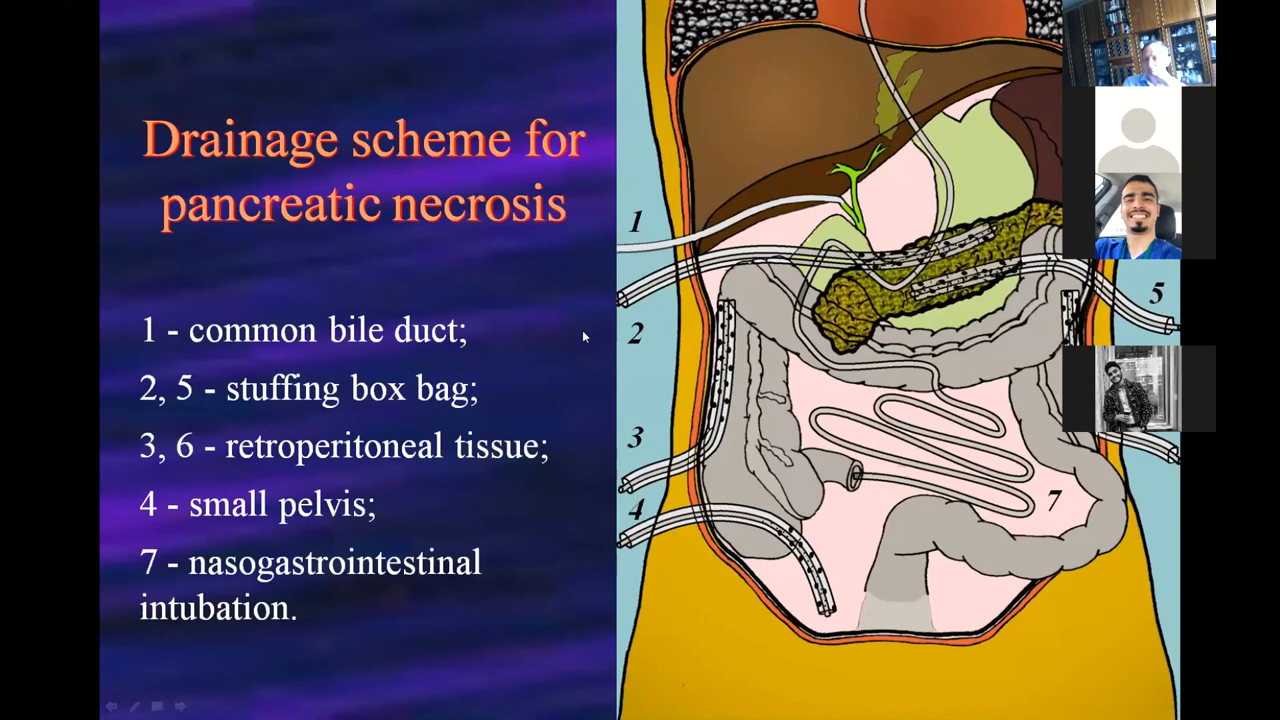 Drainage scheme for
pancreatic necrosis
1 - common bile duct;
2, 5 - stuffing box bag;
3, 6 - retroperitoneal tissue;
4 - small pelvis;
7 - nasogastrointestinal
intubation.
1
2
3
4
5
7